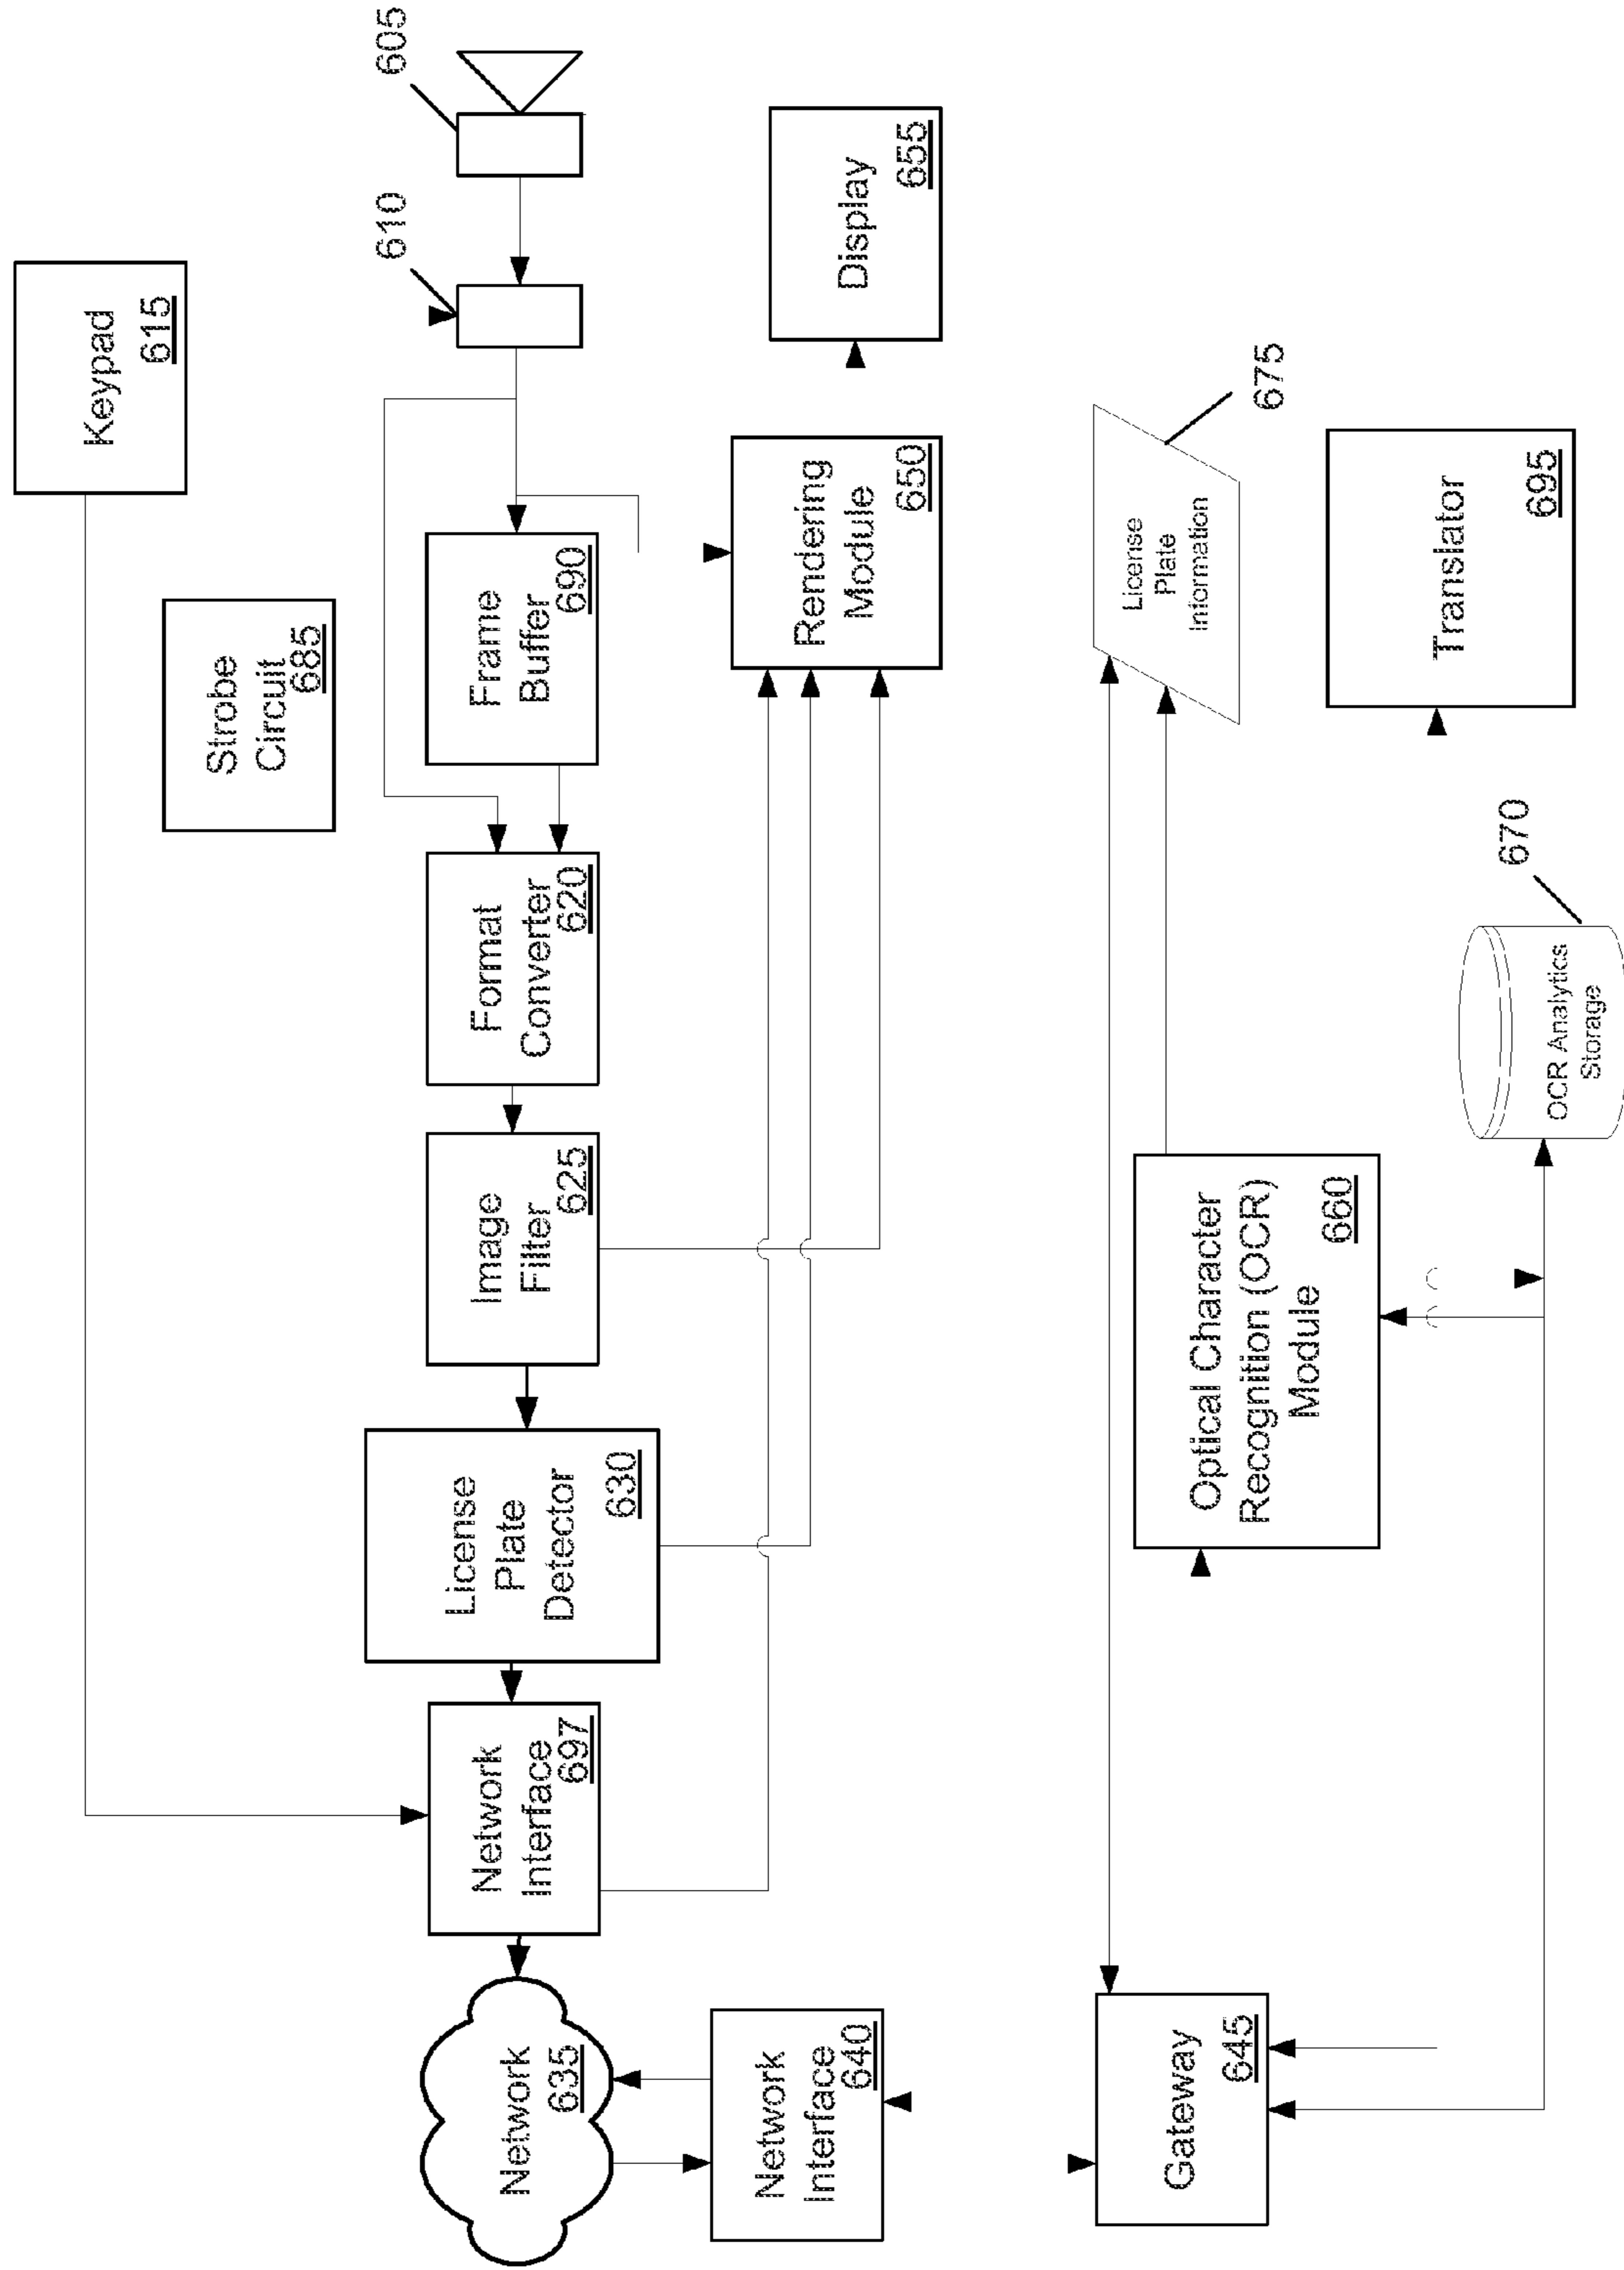 Keypad
615
Strobe
Circuit
685
605
610
Frame
Buffer
690
Format
Converter
620
Image
Filter
625
License
Plate
Detector
630
Network
Interface
697
Network
635
Network
Interface
640
Rendering
Module
650
Display
655
License
Plate
Information
675
Translator
695
OCR Analytics
Storage
670
Optical Character
Recognition (OCR)
Module
660
Gateway
645